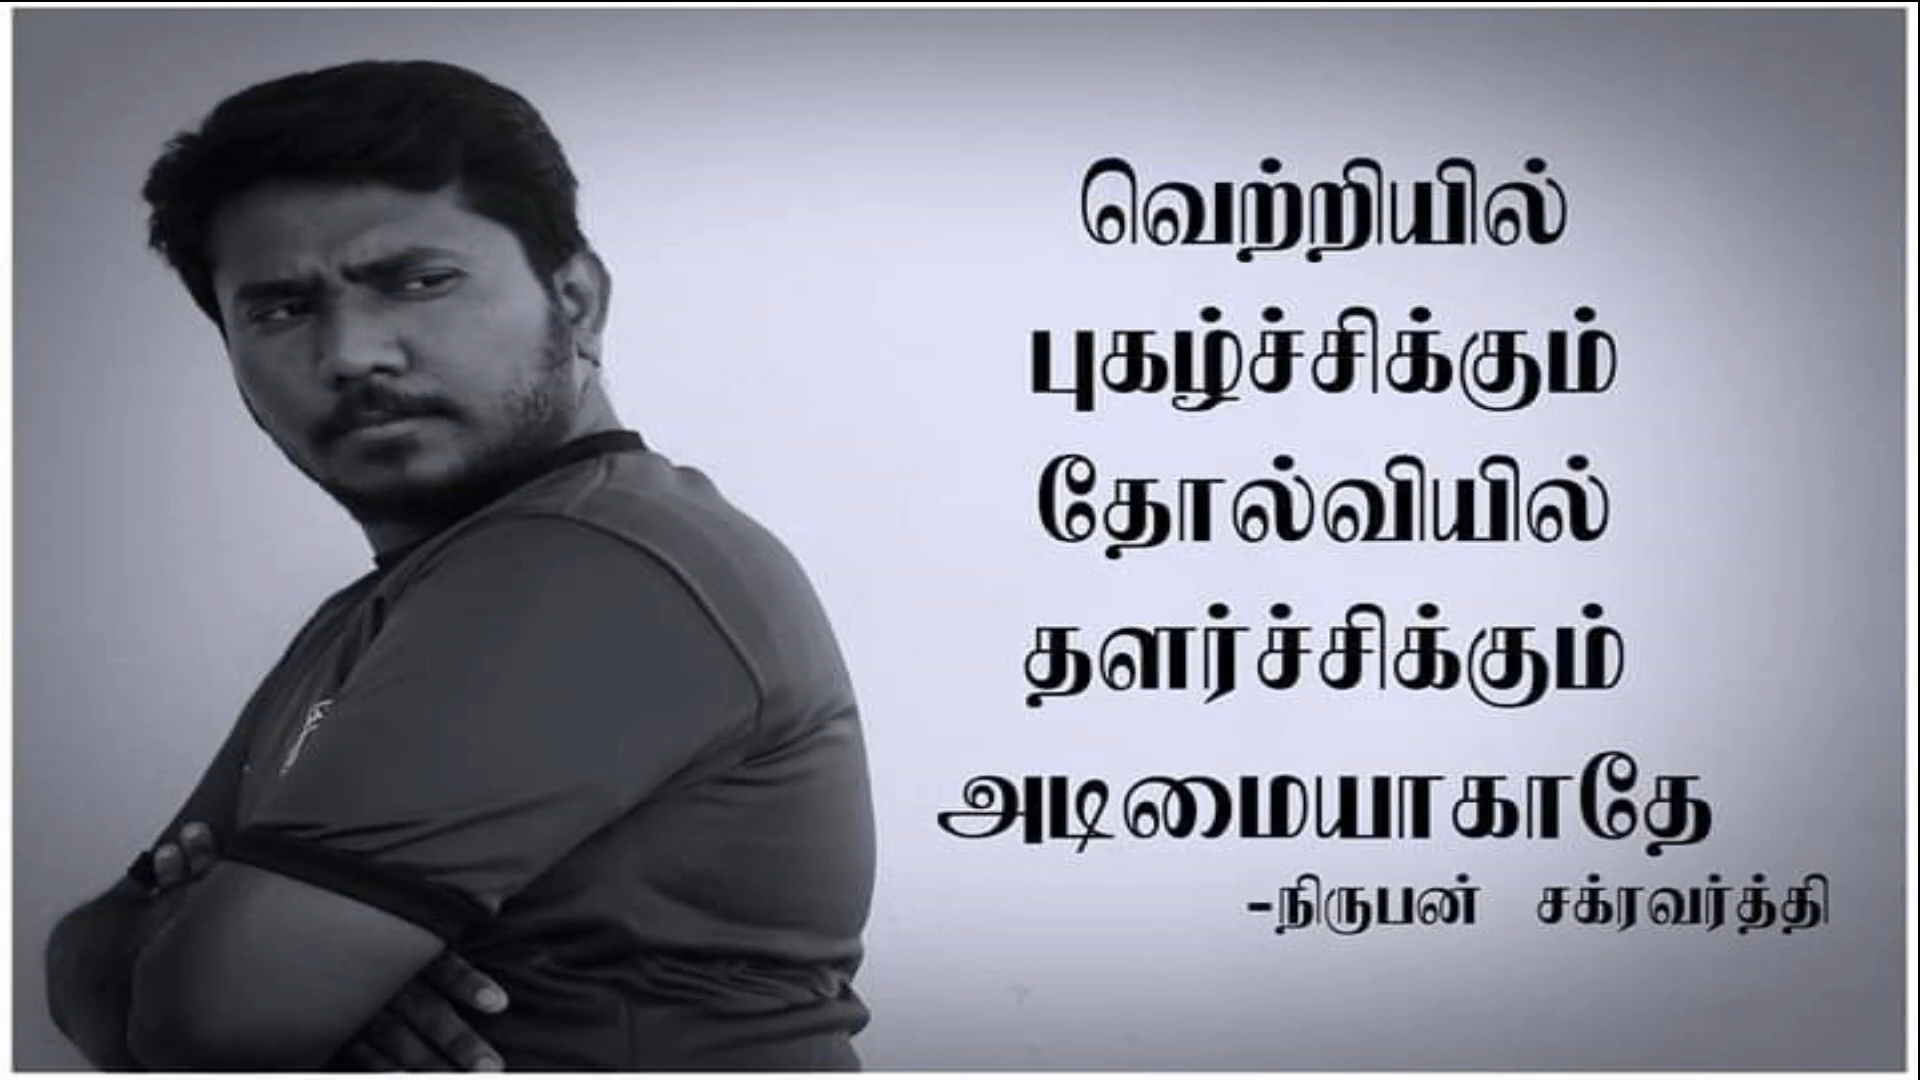 வெற்றியில்
புகழ்ச்சிக்கும்
தோல்வியில்
தளர்ச்சிக்கும்
அடிமையாகாதே
-நிருபன் சக்ரவர்த்தி